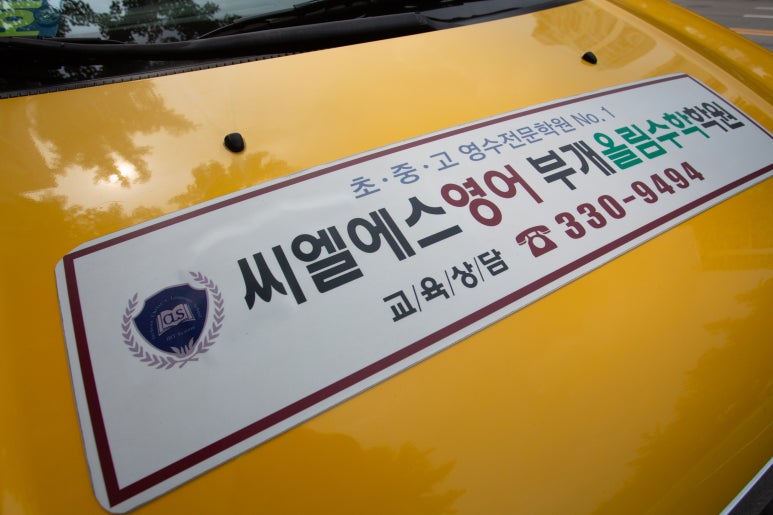 초·중·고 영수전문학원 No.1
씨엘에스영어 부개올림수학학원
교/육/상/담 ☎330-9494